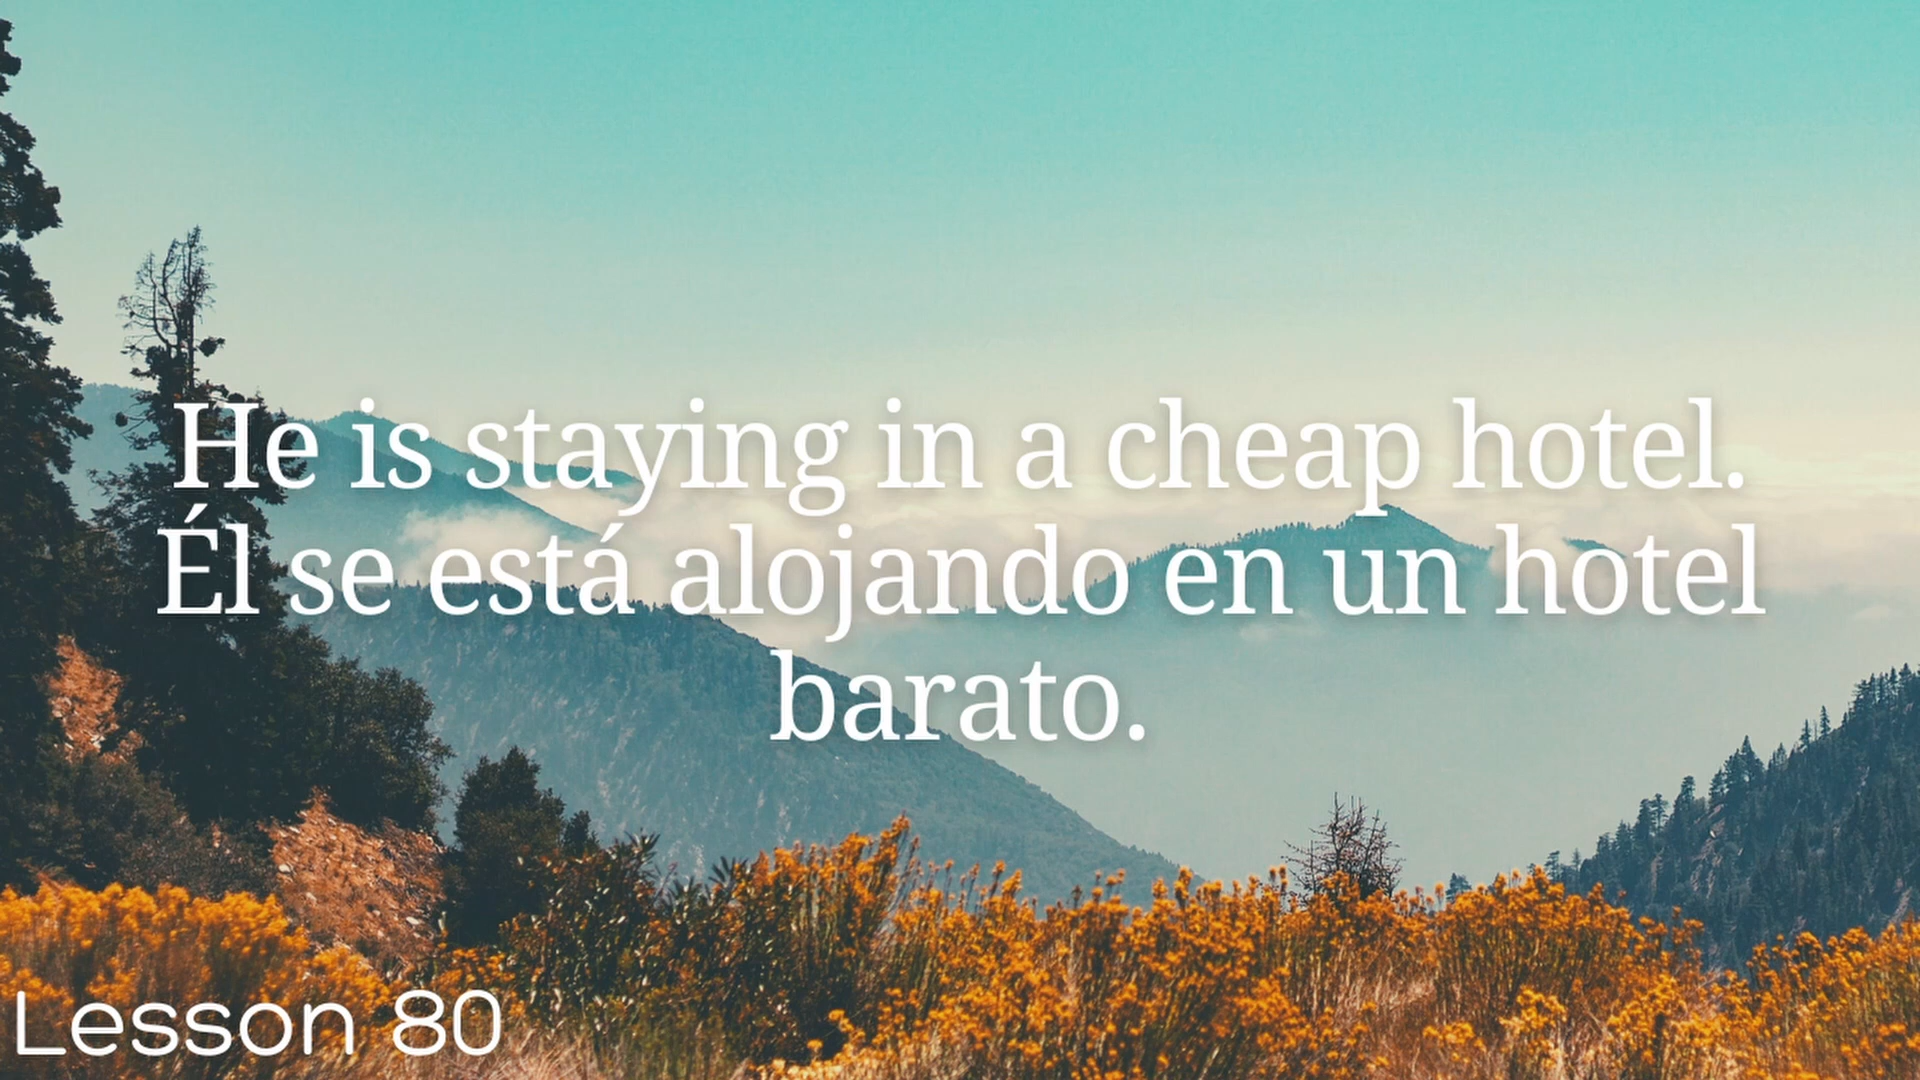 He is staying in a cheap hotel.
Él se está alojando en un hotel
barato.
Lesson 80